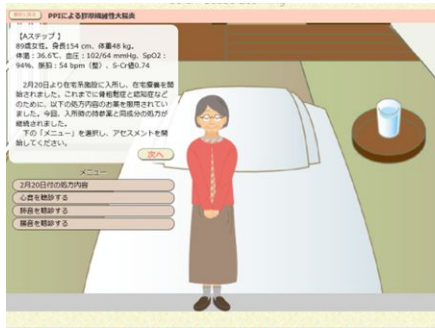 PPIによる膠原線維性大腸炎
【Aステップ 】
89歳女性。身長154 cm、体重48 kg。
体温:36.6℃、血圧:102/64 mmHg、SpO2:
94%、脈拍:54 bpm(整)、S-Cr値0.74
2月20日より在宅系施設に入所し、在宅療養を開
始されました。これまでに骨粗鬆症と認知症など
のために、以下の処方内容のお薬を服用されてい
ました。今回、入所時の持参薬と同成分の処方が
継続されました。
下の「メニュー」を選択し、アセスメントを開
始してください。
次へ
メニュー
2月20日付の処方内容
心音を聴診する
肺音を聴診する
腸音を聴診する